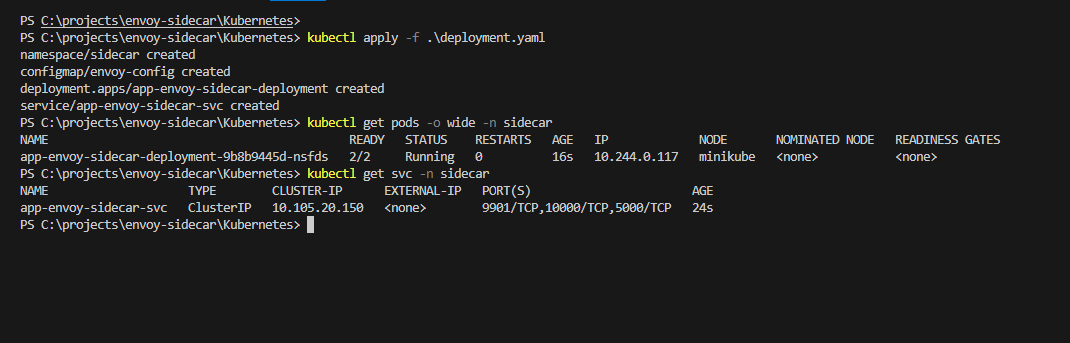 PS C:\projects\envoy-sidecar\Kubernetes>
PS C:\projects\envoy-sidecar\Kubernetes> kubectl apply -f .\deployment.yaml
namespace/sidecar created
configmap/envoy-config created
deployment.apps/app-envoy-sidecar-deployment created
service/app-envoy-sidecar-svc created
PS C:\projects\envoy-sidecar\Kubernetes> kubectl get pods -o wide -n sidecar
NAME READY STATUS RESTARTS AGE IP NODE NOMINATED NODE READINESS GATES
app-envoy-sidecar-deployment-9b8b9445d-nsfds 2/2 Running 0 16s 10.244.0.117 minikube <none> <none>
PS C:\projects\envoy-sidecar\Kubernetes> kubectl get svc -n sidecar
NAME TYPE CLUSTER-IP EXTERNAL-IP PORT(S) AGE
app-envoy-sidecar-svc ClusterIP 10.105.20.150 <none> 9901/TCP,10000/TCP,5000/TCP 24s
PS C:\projects\envoy-sidecar\Kubernetes>